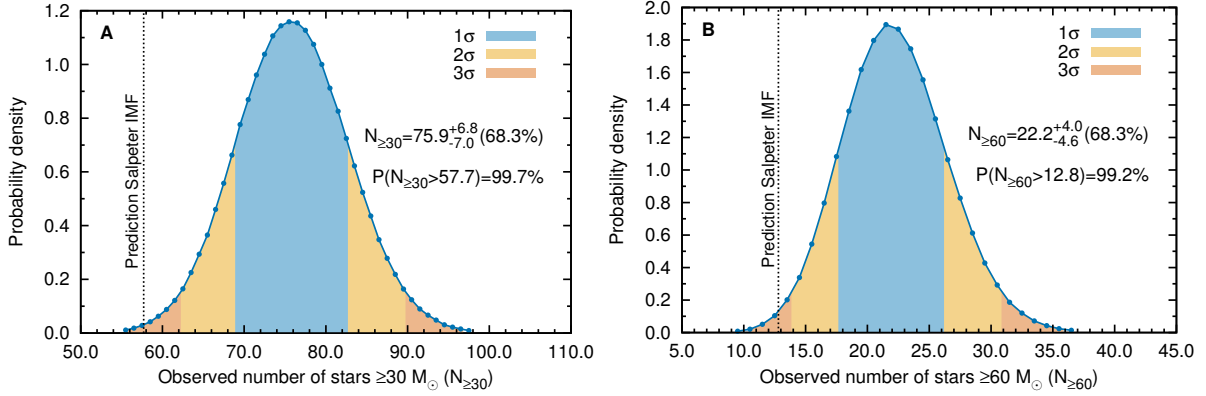 A
1σ
2σ
3σ
N≥30=75.9+6.8-7.0(68.3%)
P(N≥30>57.7)=99.7%
Prediction Salpeter IMF
Probability density
0.0
0.2
0.4
0.6
0.8
1.0
1.2
50.0 60.0 70.0 80.0 90.0 100.0 110.0
Observed number of stars ≥30 M⊙ (N≥30)
B
1σ
2σ
3σ
N≥60=22.2+4.0-4.6(68.3%)
P(N≥60>12.8)=99.2%
Prediction Salpeter IMF
Probability density
0.0
0.2
0.4
0.6
0.8
1.0
1.2
1.4
1.6
1.8
2.0
5.0 10.0 15.0 20.0 25.0 30.0 35.0 40.0 45.0
Observed number of stars ≥60 M⊙ (N≥60)